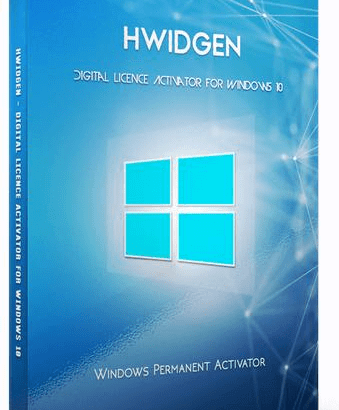 HWIDGEN
DIGITAL LICENCE ACTIVATOR FOR WINDOWS 10
WINDOWS PERMANENT ACTIVATOR
HWIDGEN - DIGITAL LICENCE ACTIVATOR FOR WINDOWS 10